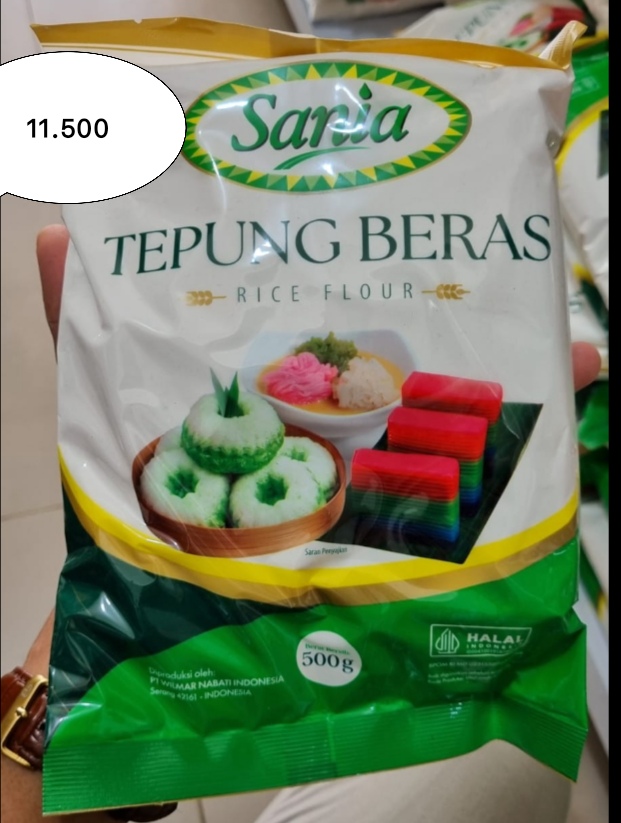 11.500
Sania
TEPUNG BERAS
RICE FLOUR
Saran Penyajian
500g
Diproduksi oleh:
PT WILMAR NABATI INDONESIA
Serang 42161 - INDONESIA
HALAL
INDONESIA